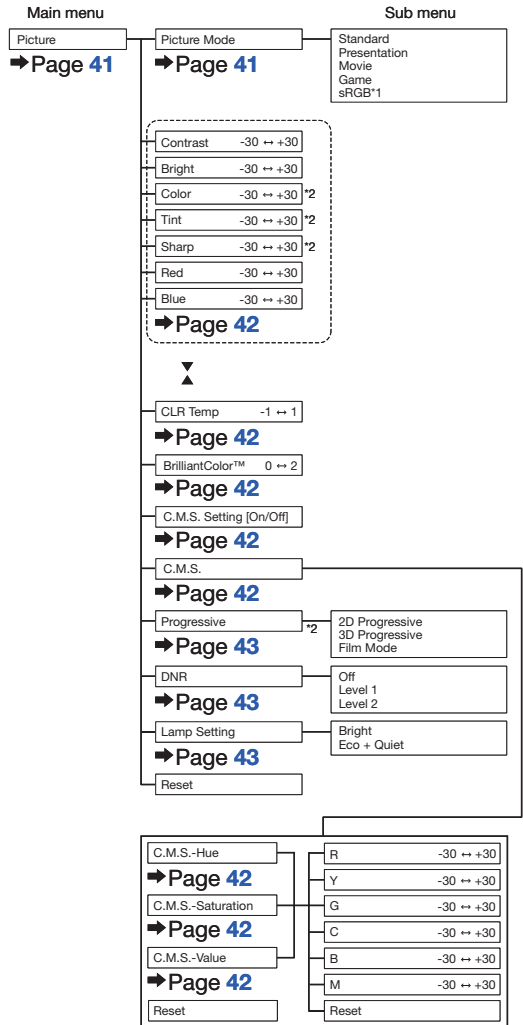 Main menu
Sub menu
Picture
➡Page 41
Picture Mode
➡Page 41
Standard
Presentation
Movie
Game
sRGB*1
Contrast -30 ↔ +30
Bright -30 ↔ +30
Color -30 ↔ +30 *2
Tint -30 ↔ +30 *2
Sharp -30 ↔ +30 *2
Red -30 ↔ +30
Blue -30 ↔ +30
➡Page 42
CLR Temp -1 ↔ 1
➡Page 42
BrilliantColor™ 0 ↔ 2
➡Page 42
C.M.S. Setting [On/Off]
➡Page 42
C.M.S.
➡Page 42
Progressive *2
➡Page 43
2D Progressive
3D Progressive
Film Mode
DNR
➡Page 43
Off
Level 1
Level 2
Lamp Setting
➡Page 43
Bright
Eco + Quiet
Reset
C.M.S.-Hue
➡Page 42
C.M.S.-Saturation
➡Page 42
C.M.S.-Value
➡Page 42
Reset
R -30 ↔ +30
Y -30 ↔ +30
G -30 ↔ +30
C -30 ↔ +30
B -30 ↔ +30
M -30 ↔ +30
Reset